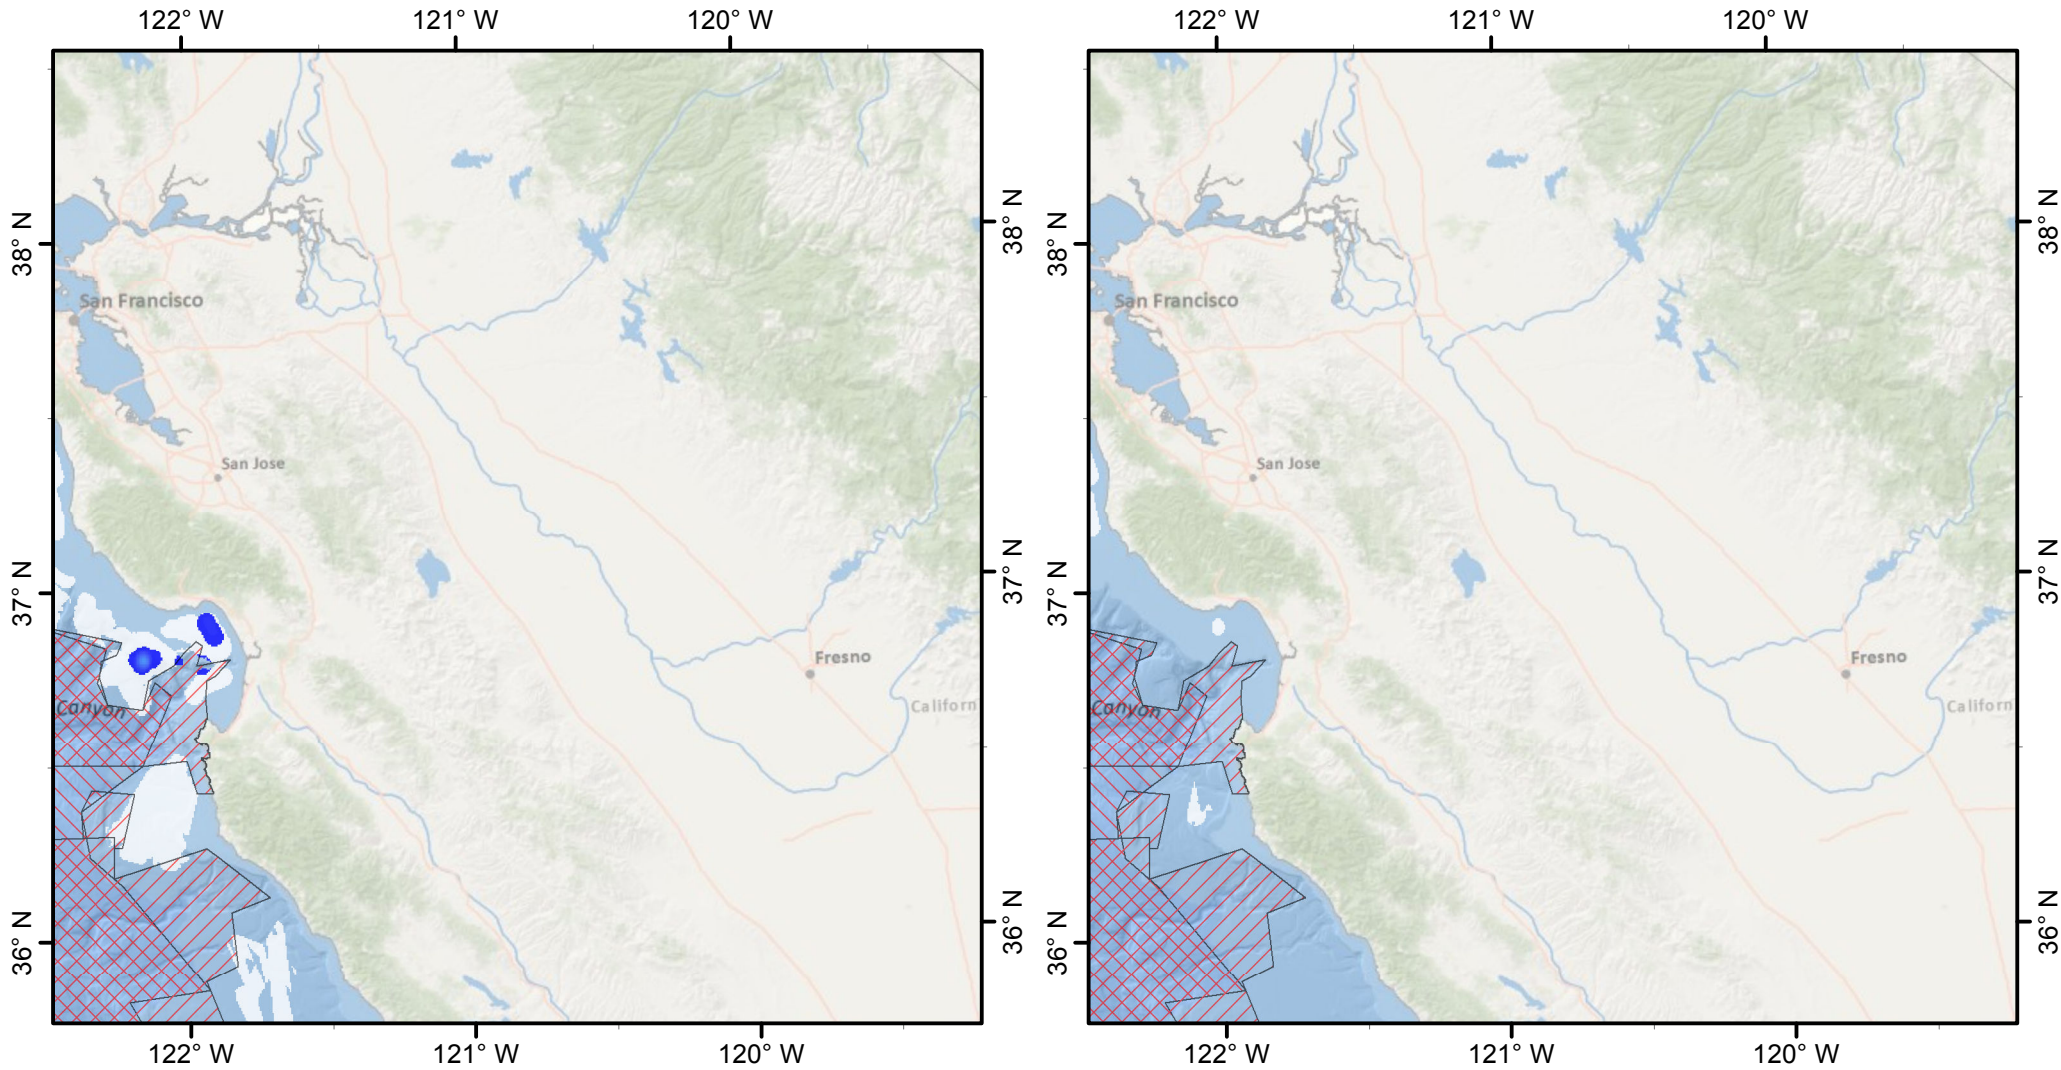 122° W 121° W 120° W 122° W 121° W 120° W
38° N 38° N 38° N 38° N
San Francisco San Francisco
San Jose San Jose
37° N 37° N 37° N 37° N
Fresno Fresno
Canyon Californ Canyon Californ
36° N 36° N 36° N 36° N
122° W 121° W 120° W 122° W 121° W 120° W